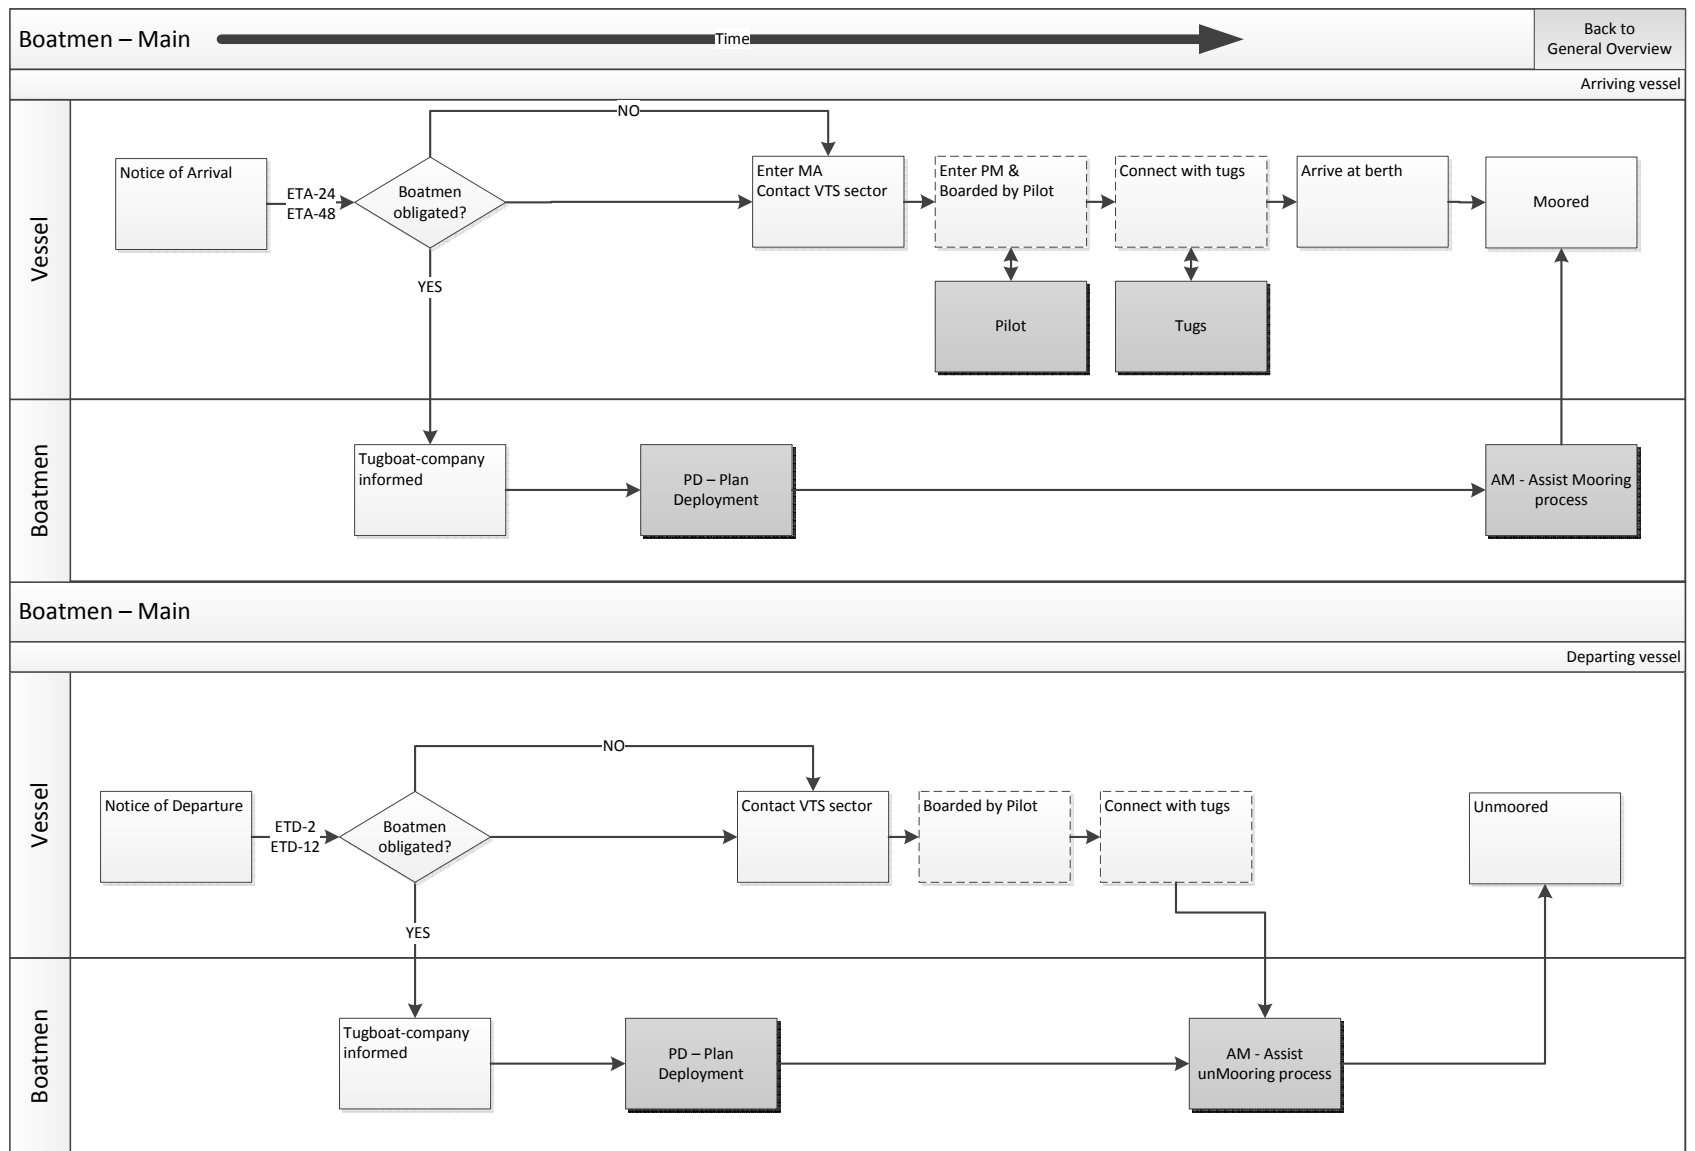 Boatmen – Main
Time
Back to
General Overview
Arriving vessel
Vessel
NO
Notice of Arrival
ETA-24
ETA-48
Boatmen
obligated?
YES
Enter MA
Contact VTS sector
Enter PM &
Boarded by Pilot
Connect with tugs
Arrive at berth
Moored
Pilot
Tugs
Boatmen
Tugboat-company
informed
PD – Plan
Deployment
AM - Assist Mooring
process
Boatmen – Main
Departing vessel
Vessel
NO
Notice of Departure
ETD-2
ETD-12
Boatmen
obligated?
YES
Contact VTS sector
Boarded by Pilot
Connect with tugs
Unmoored
Boatmen
Tugboat-company
informed
PD – Plan
Deployment
AM - Assist
unMooring process